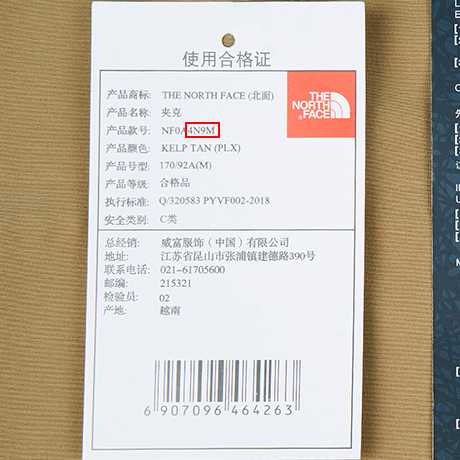 使用合格证
产品商标: THE NORTH FACE (北面)
产品名称: 夹克
产品款号: NF0A4N9M
产品颜色: KELP TAN (PLX)
产品号型: 170/92A(M)
产品等级: 合格品
执行标准: Q/320583 PYVF002-2018
安全类别: C类
THE
NORTH
FACE
总经销: 威富服饰（中国）有限公司
地址: 江苏省昆山市张浦镇建德路390号
联系电话: 021-61705600
邮编: 215321
检验员: 02
产地: 越南
6 907096 464263